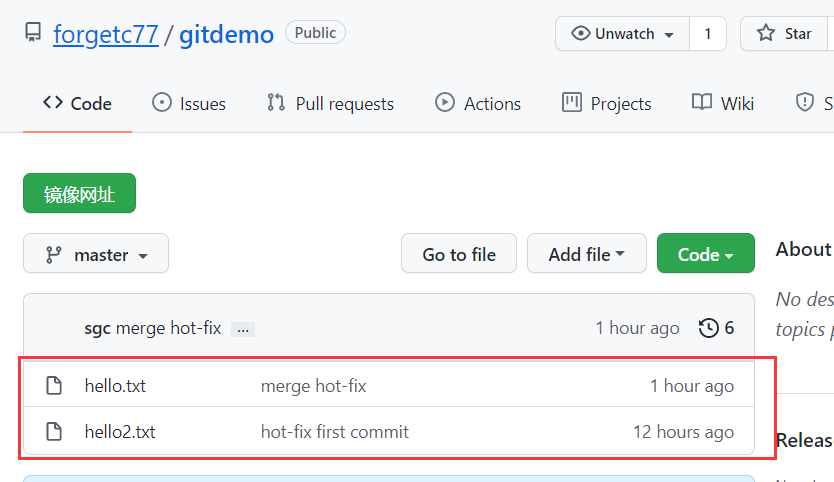 forgetc77 / gitdemo Public Unwatch 1 Star
Code Issues Pull requests Actions Projects Wiki S
镜像网址
master Go to file Add file Code About
No des
topics p
sgc merge hot-fix ... 1 hour ago 6
hello.txt merge hot-fix 1 hour ago
hello2.txt hot-fix first commit 12 hours ago
Releas